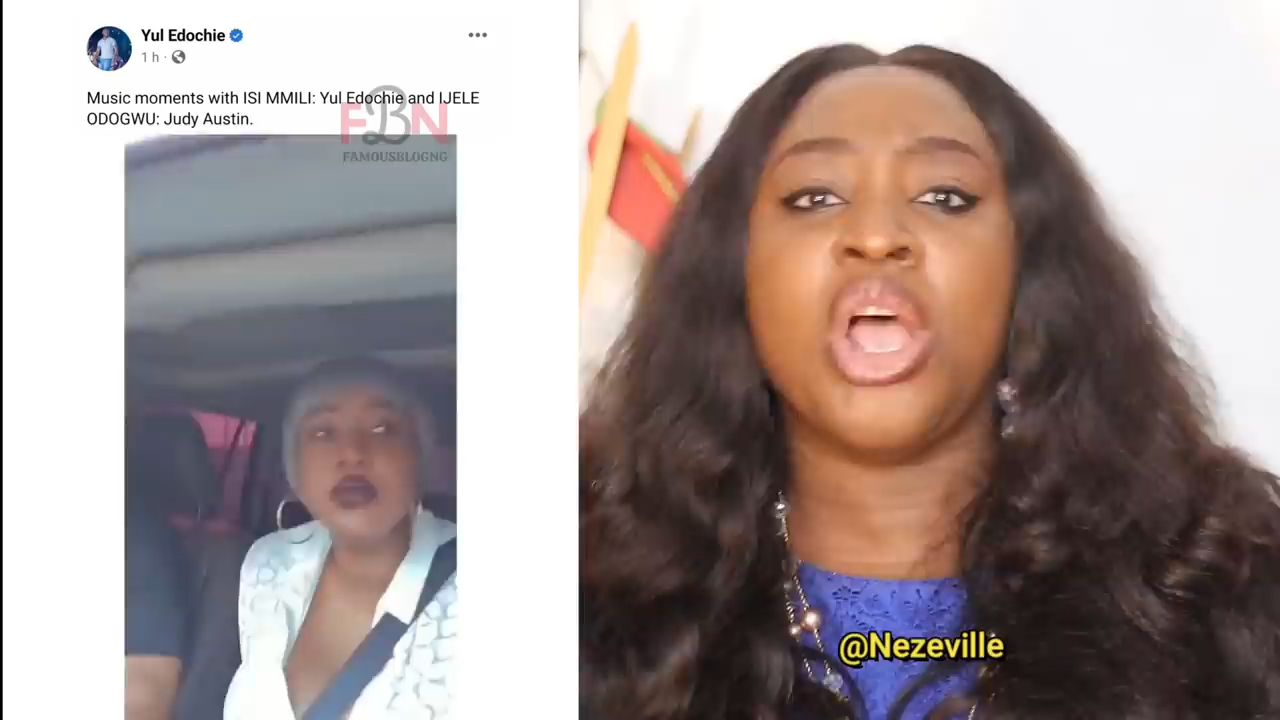 Yul Edochie
1 h
Music moments with ISI MMILI: Yul Edochie and IJELE
ODOGWU: Judy Austin.
FBN
FAMOUSBLOGNG
@Nezeville